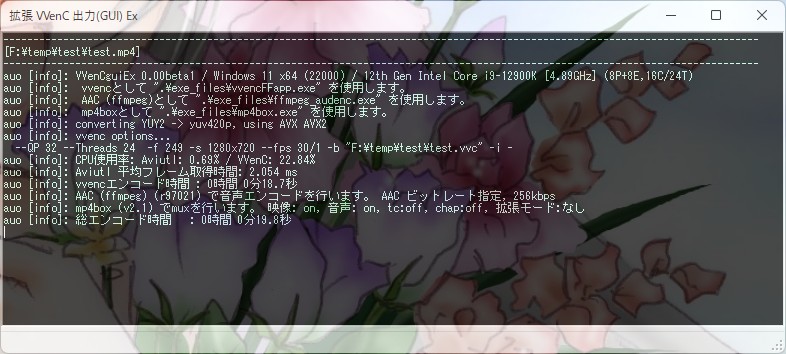 拡張 VVenC 出力(GUI) Ex
------------------------------------------------------------------------------------------------------------------------
[F:\temp\test\test.mp4]
------------------------------------------------------------------------------------------------------------------------
auo [info]: VVenCguiEx 0.00beta1 / Windows 11 x64 (22000) / 12th Gen Intel Core i9-12900K [4.89GHz] (8P+8E,16C/24T)
auo [info]: vvencとして ".\exe_files\vvencFFapp.exe" を使用します。
auo [info]: AAC (ffmpeg)として ".\exe_files\ffmpeg_audenc.exe" を使用します。
auo [info]: mp4boxとして ".\exe_files\mp4box.exe" を使用します。
auo [info]: converting YUY2 -> yuv420p, using AVX AVX2
auo [info]: vvenc options...
--QP 32 --Threads 24 -f 249 -s 1280x720 --fps 30/1 -b "F:\temp\test\test.vvc" -i -
auo [info]: CPU使用率: Aviutl: 0.69% / VVenC: 22.84%
auo [info]: Aviutl 平均フレーム取得時間: 2.054 ms
auo [info]: vvencエンコード時間 : 0時間 0分18.7秒
auo [info]: AAC (ffmpeg) (r97021) で音声エンコードを行います。 AAC ビットレート指定, 256kbps
auo [info]: mp4box (v2.1) でmuxを行います。 映像: on, 音声: on, tc:off, chap:off, 拡張モード:なし
auo [info]: 総エンコード時間 : 0時間 0分19.8秒